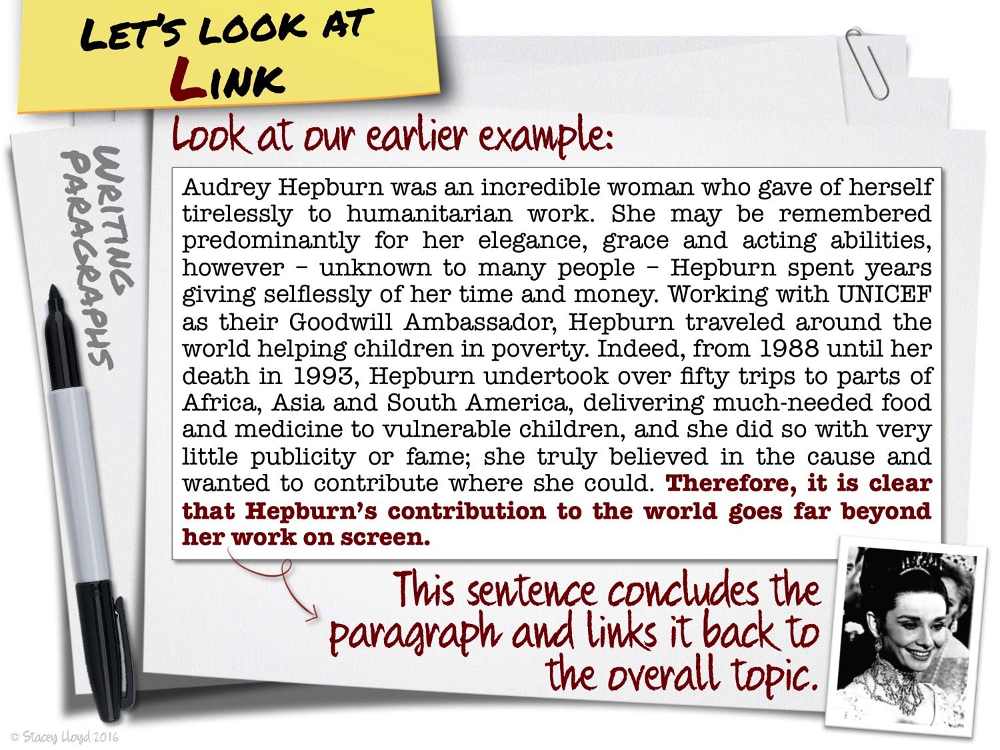 LET'S LOOK AT
LINK
Look at our earlier example:
WRITING
PARAGRAPHS
Audrey Hepburn was an incredible woman who gave of herself
tirelessly to humanitarian work. She may be remembered
predominantly for her elegance, grace and acting abilities,
however – unknown to many people – Hepburn spent years
giving selflessly of her time and money. Working with UNICEF
as their Goodwill Ambassador, Hepburn traveled around the
world helping children in poverty. Indeed, from 1988 until her
death in 1993, Hepburn undertook over fifty trips to parts of
Africa, Asia and South America, delivering much-needed food
and medicine to vulnerable children, and she did so with very
little publicity or fame; she truly believed in the cause and
wanted to contribute where she could. Therefore, it is clear
that Hepburn's contribution to the world goes far beyond
her work on screen.
This sentence concludes the
paragraph and links it back to
the overall topic.
© Stacey Lloyd 2016